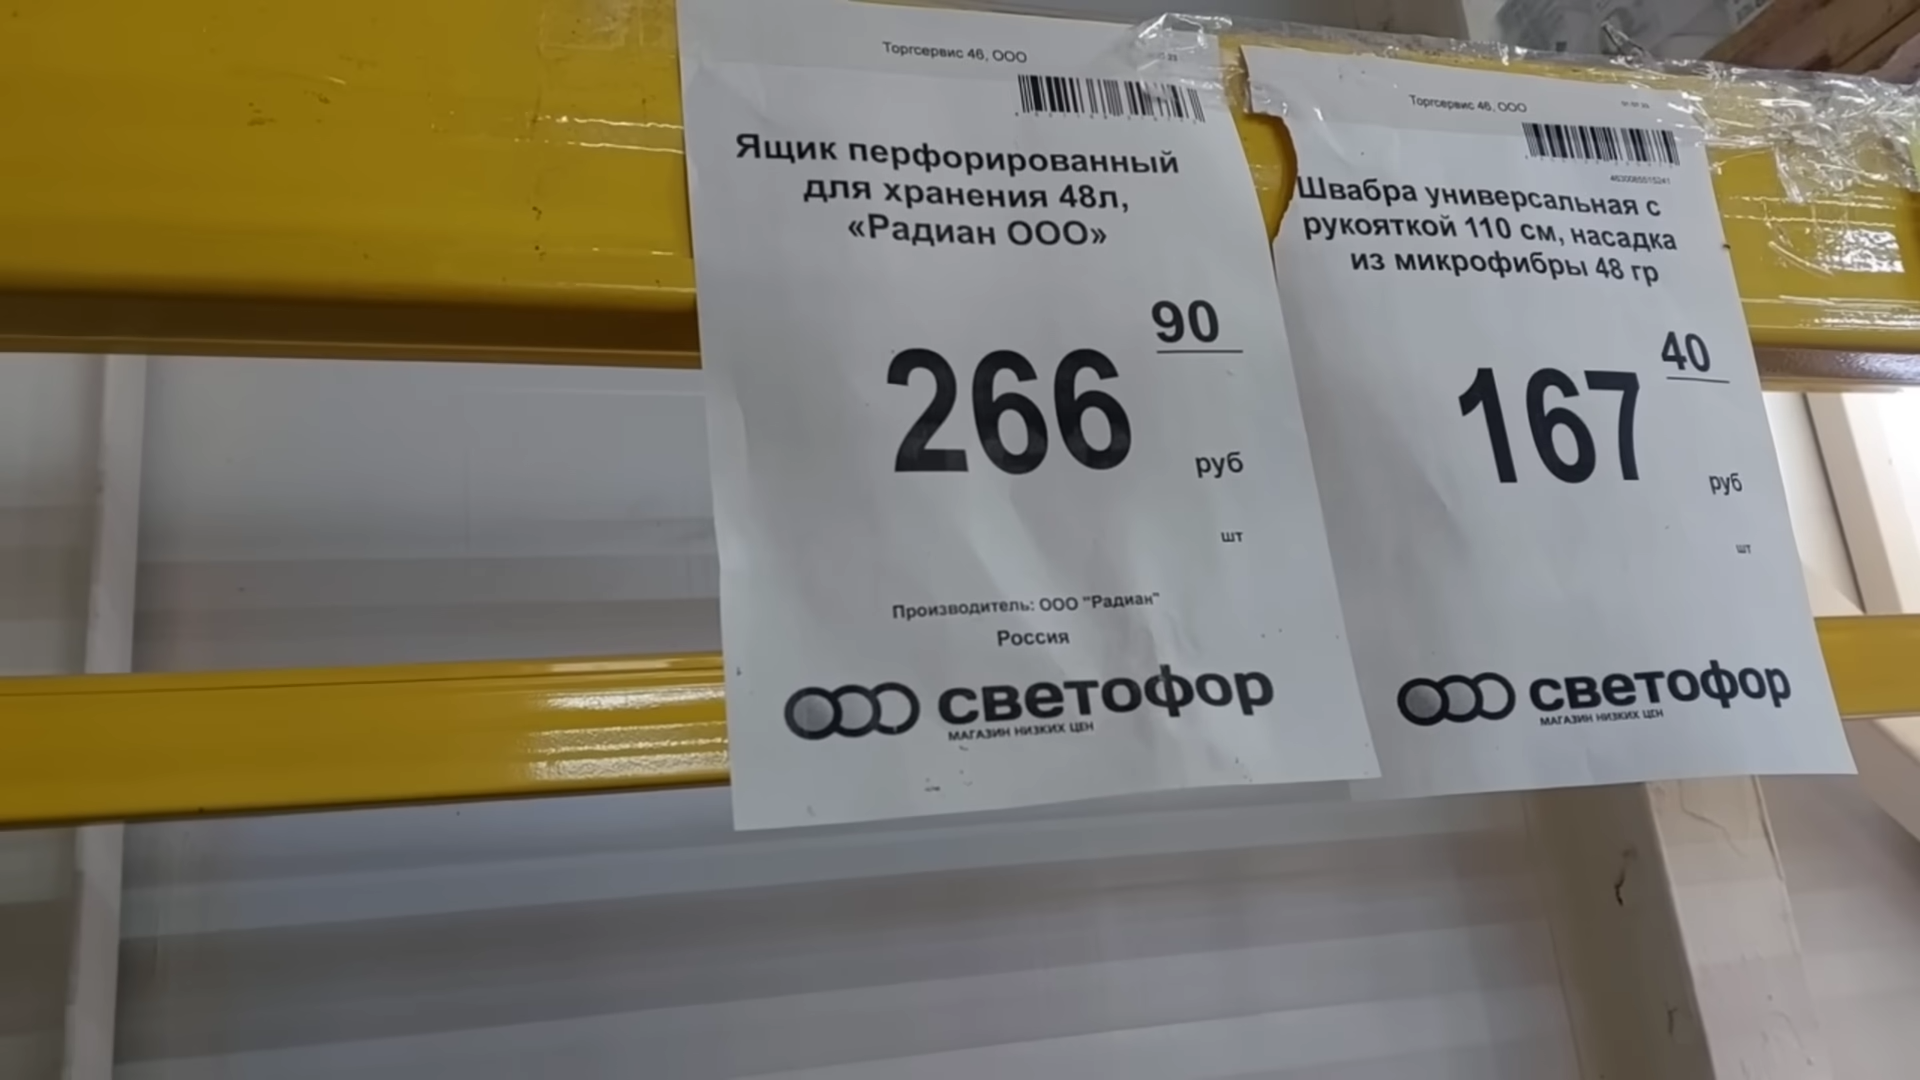 Торгсервис 46, ООО
Ящик перфорированный
для хранения 48л,
«Радиан ООО»
266 90
руб
шт
Производитель: ООО "Радиан"
Россия
светофор
МАГАЗИН НИЗКИХ ЦЕН
Торгсервис 46, ООО
Швабра универсальная с
рукояткой 110 см, насадка
из микрофибры 48 гр
167 40
руб
шт
светофор
МАГАЗИН НИЗКИХ ЦЕН